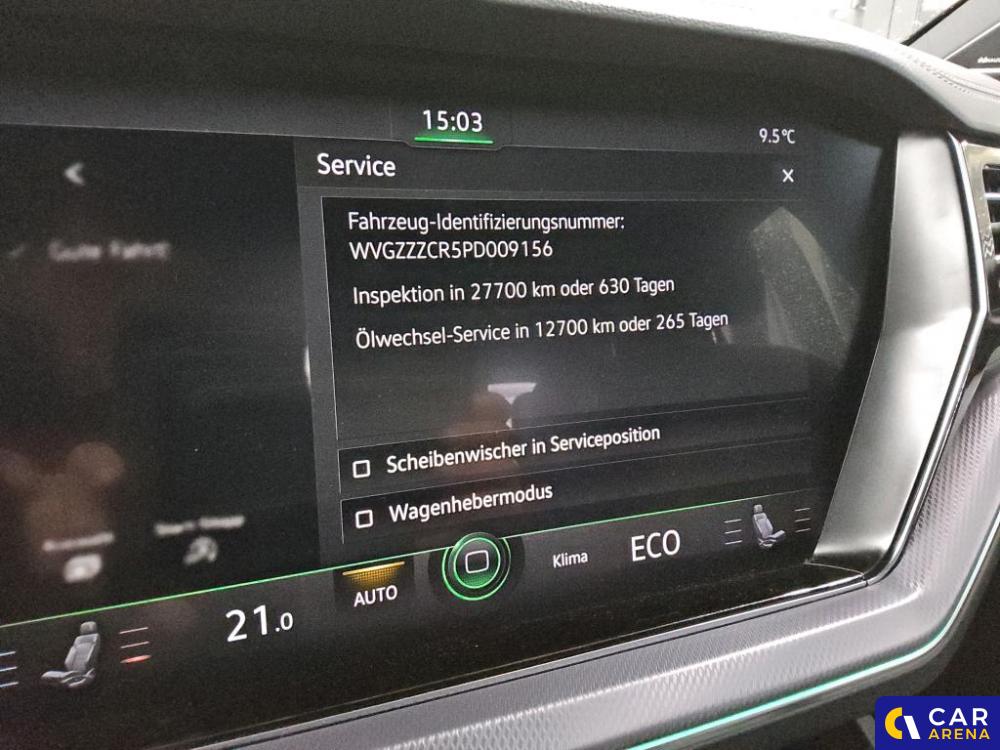 15:03
9.5°C
Service
Fahrzeug-Identifizierungsnummer:
WVGZZZCR5PD009156
Inspektion in 27700 km oder 630 Tagen
Ölwechsel-Service in 12700 km oder 265 Tagen
Scheibenwischer in Serviceposition
Wagenhebermodus
21.0
AUTO
Klima
ECO
CAR
ARENA